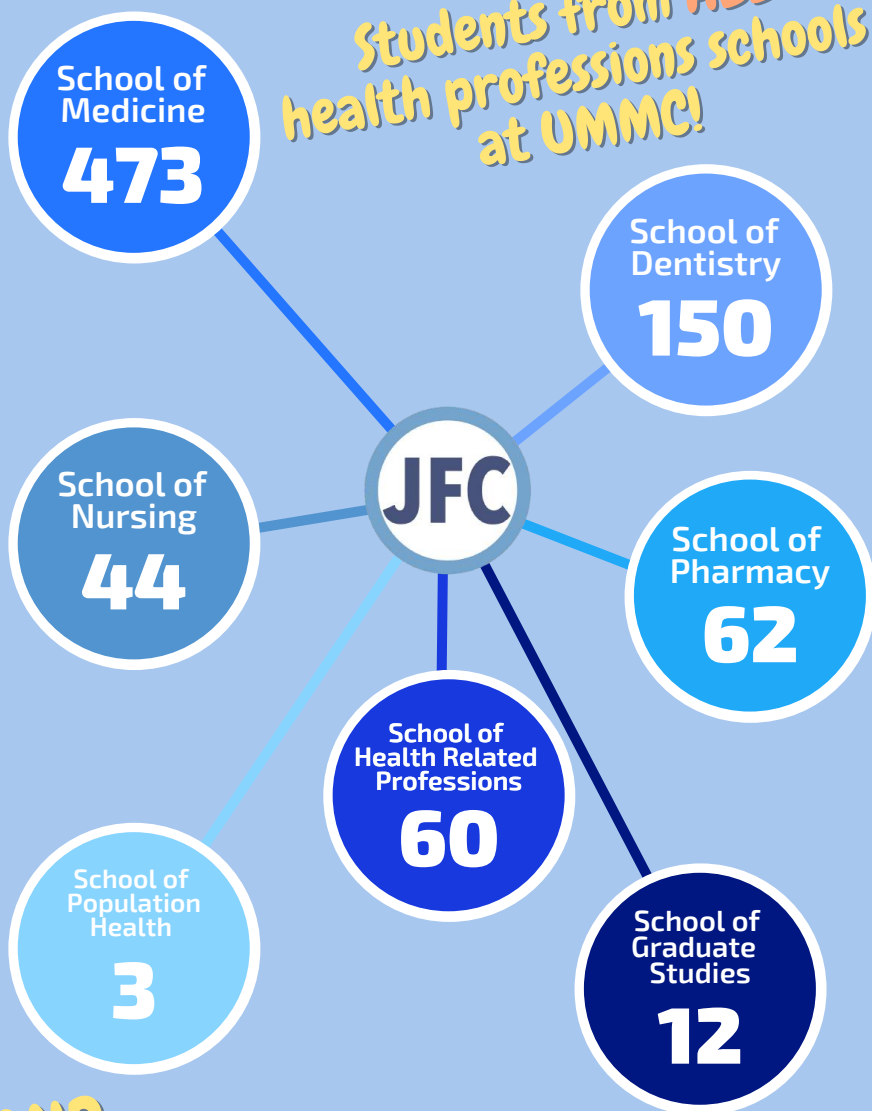 Students from
health professions schools
at UMMC!
School of
Medicine
473
School of
Dentistry
150
JFC
School of
Nursing
44
School of
Pharmacy
62
School of
Health Related
Professions
60
School of
Population
Health
3
School of
Graduate
Studies
12